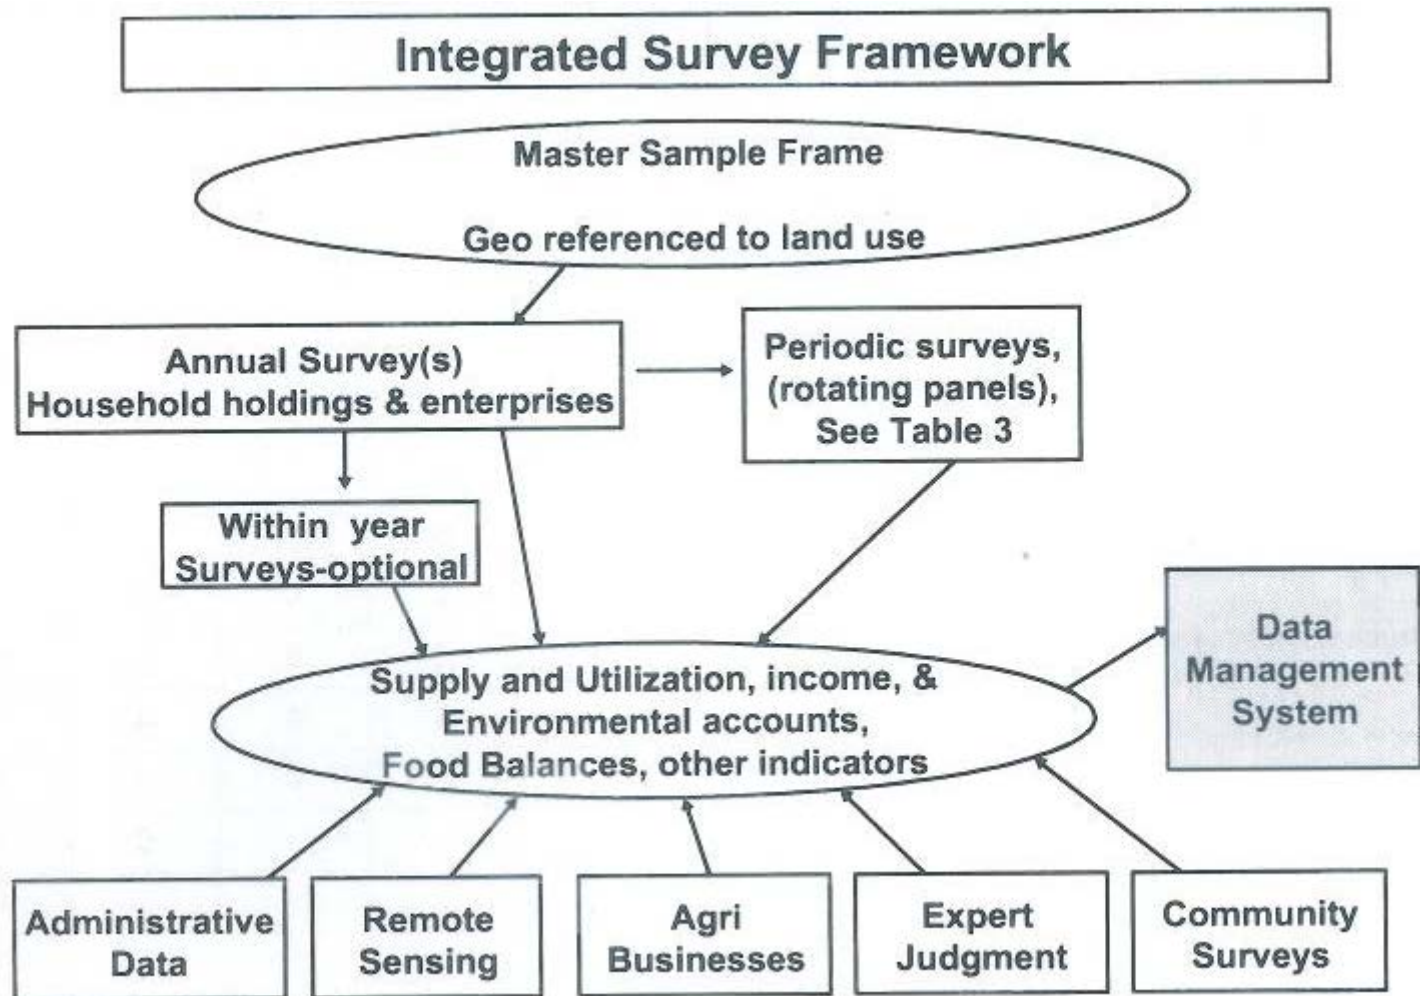 Integrated Survey Framework
Master Sample Frame
Geo referenced to land use
Annual Survey(s)
Household holdings & enterprises
Periodic surveys,
(rotating panels),
See Table 3
Within year
Surveys-optional
Supply and Utilization, income, &
Environmental accounts,
Food Balances, other indicators
Data
Management
System
Administrative
Data
Remote
Sensing
Agri
Businesses
Expert
Judgment
Community
Surveys